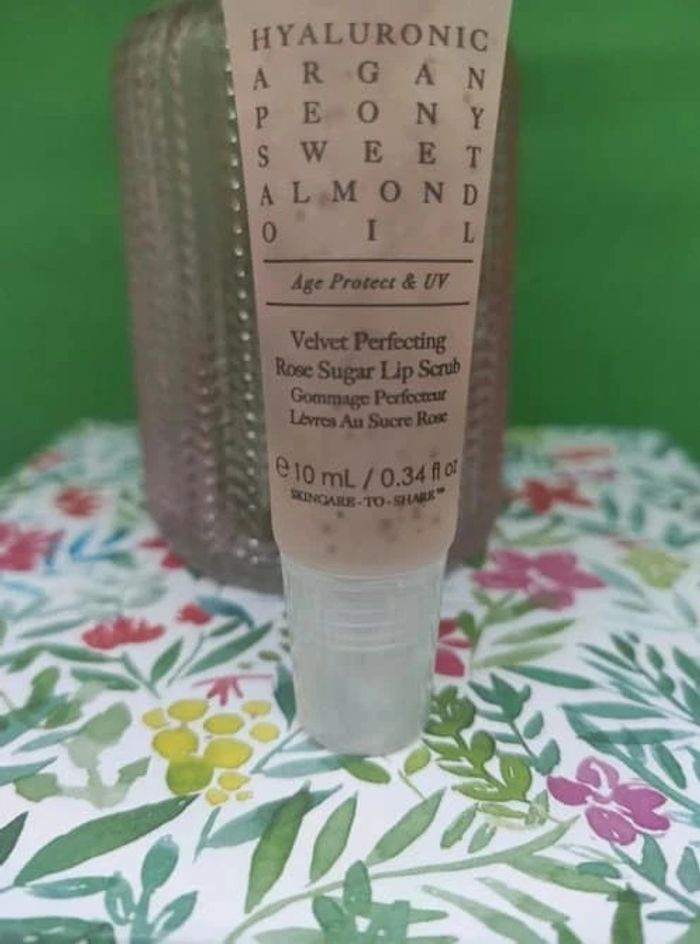 HYALURONIC
A R G A N
P E O N Y
S W E E T
A L M O N D
O I L
Age Protect & UV
Velvet Perfecting
Rose Sugar Lip Scrub
Gommage Perfecteur
Lèvres Au Sucre Rose
℮10 mL / 0.34 fl oz
SKINCARE-TO-SHARE™